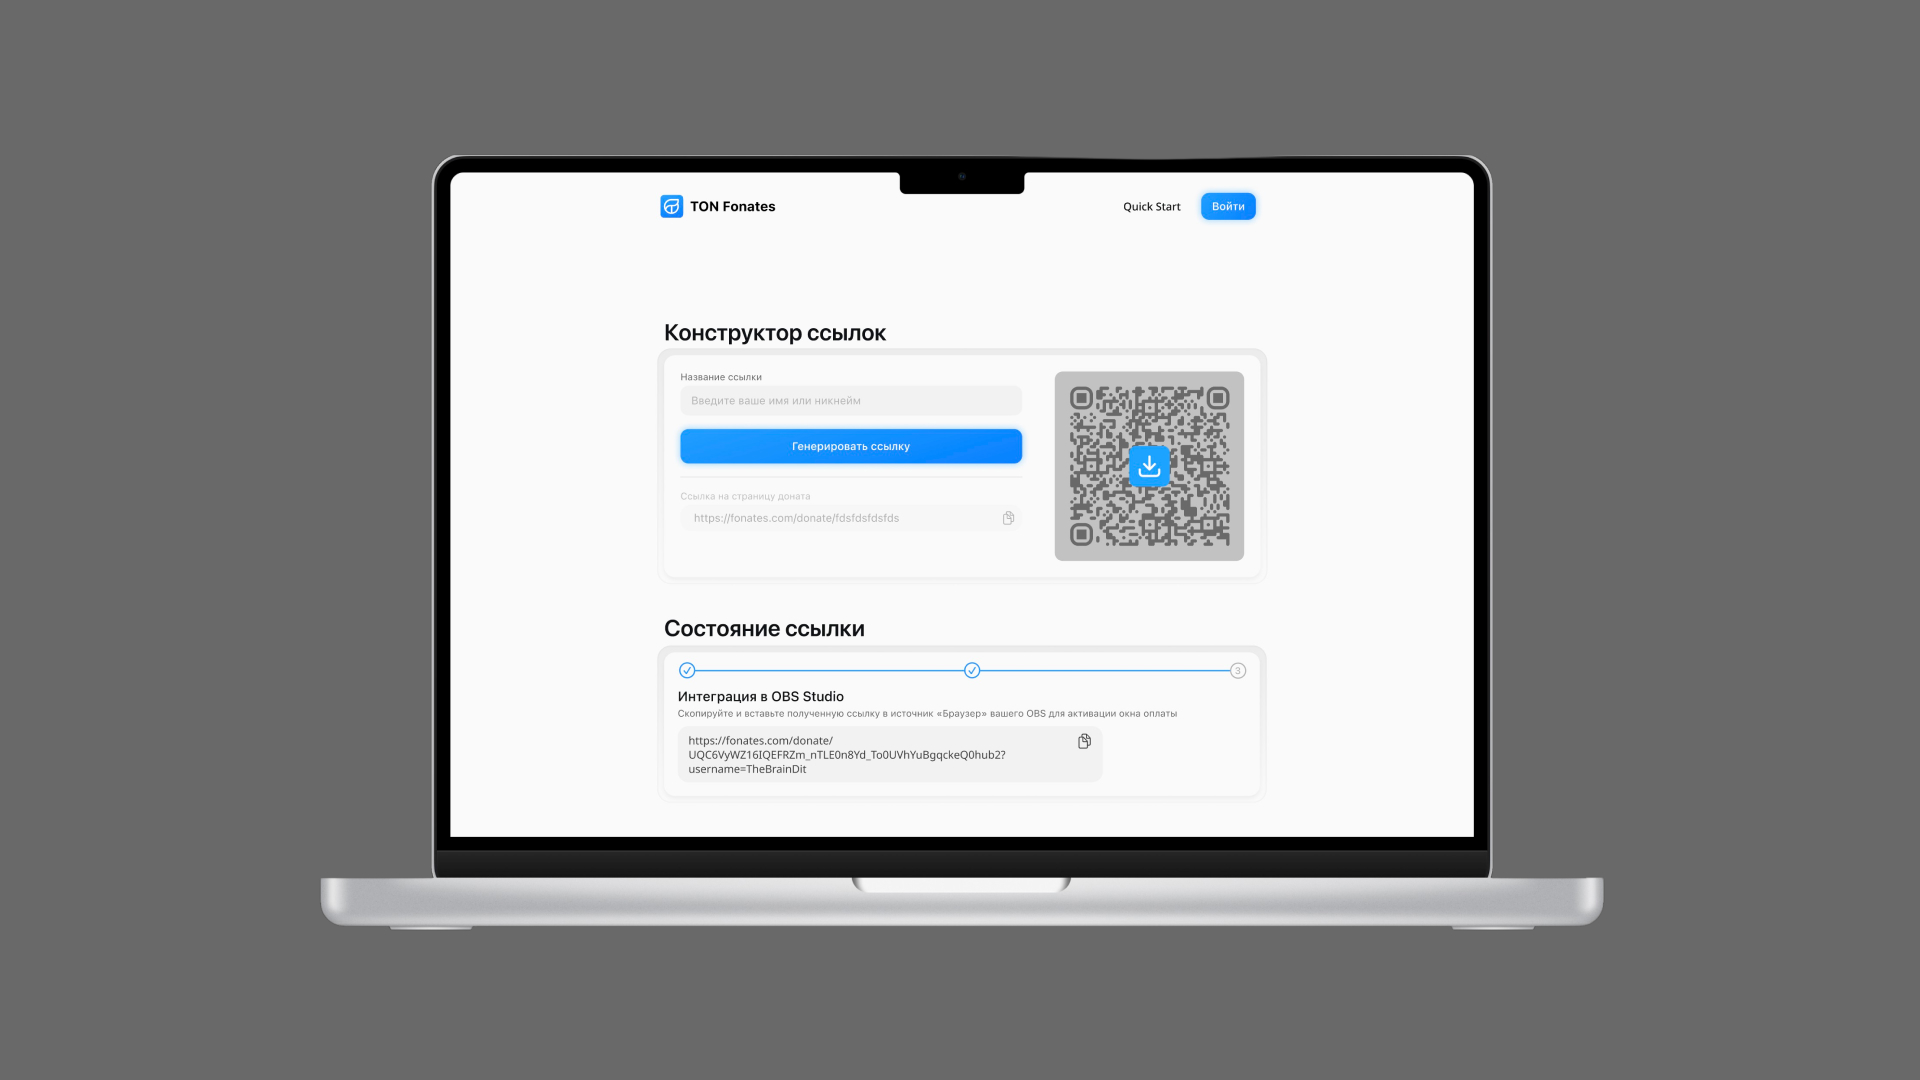 TON Fonates
Quick Start
Войти
Конструктор ссылок
Название ссылки
Введите ваше имя или никнейм
Генерировать ссылку
Ссылка на страницу доната
https://fonates.com/donate/fdsfdsfdsfds
Состояние ссылки
3
Интеграция в OBS Studio
Скопируйте и вставьте полученную ссылку в источник «Браузер» вашего OBS для активации окна оплаты
https://fonates.com/donate/
UQC6VyWZ16IQEFRZm_nTLE0n8Yd_To0UVhYuBgqckeQ0hub2?
username=TheBrainDit